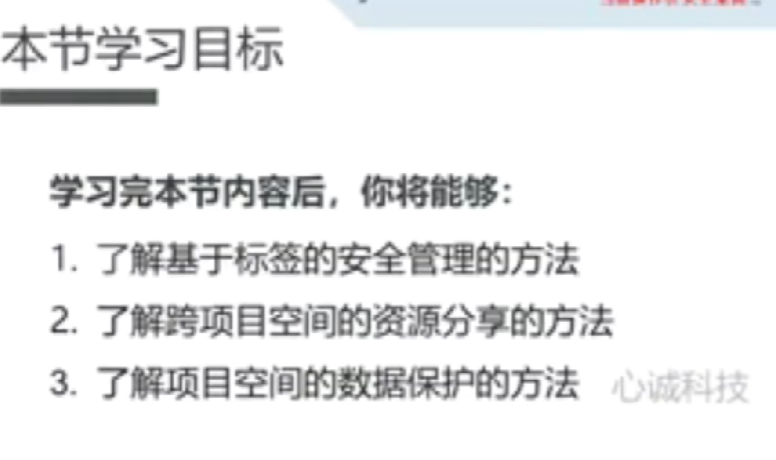 本节学习目标
学习完本节内容后，你将能够：
1. 了解基于标签的安全管理的方法
2. 了解跨项目空间的资源分享的方法
3. 了解项目空间的数据保护的方法
心诚科技